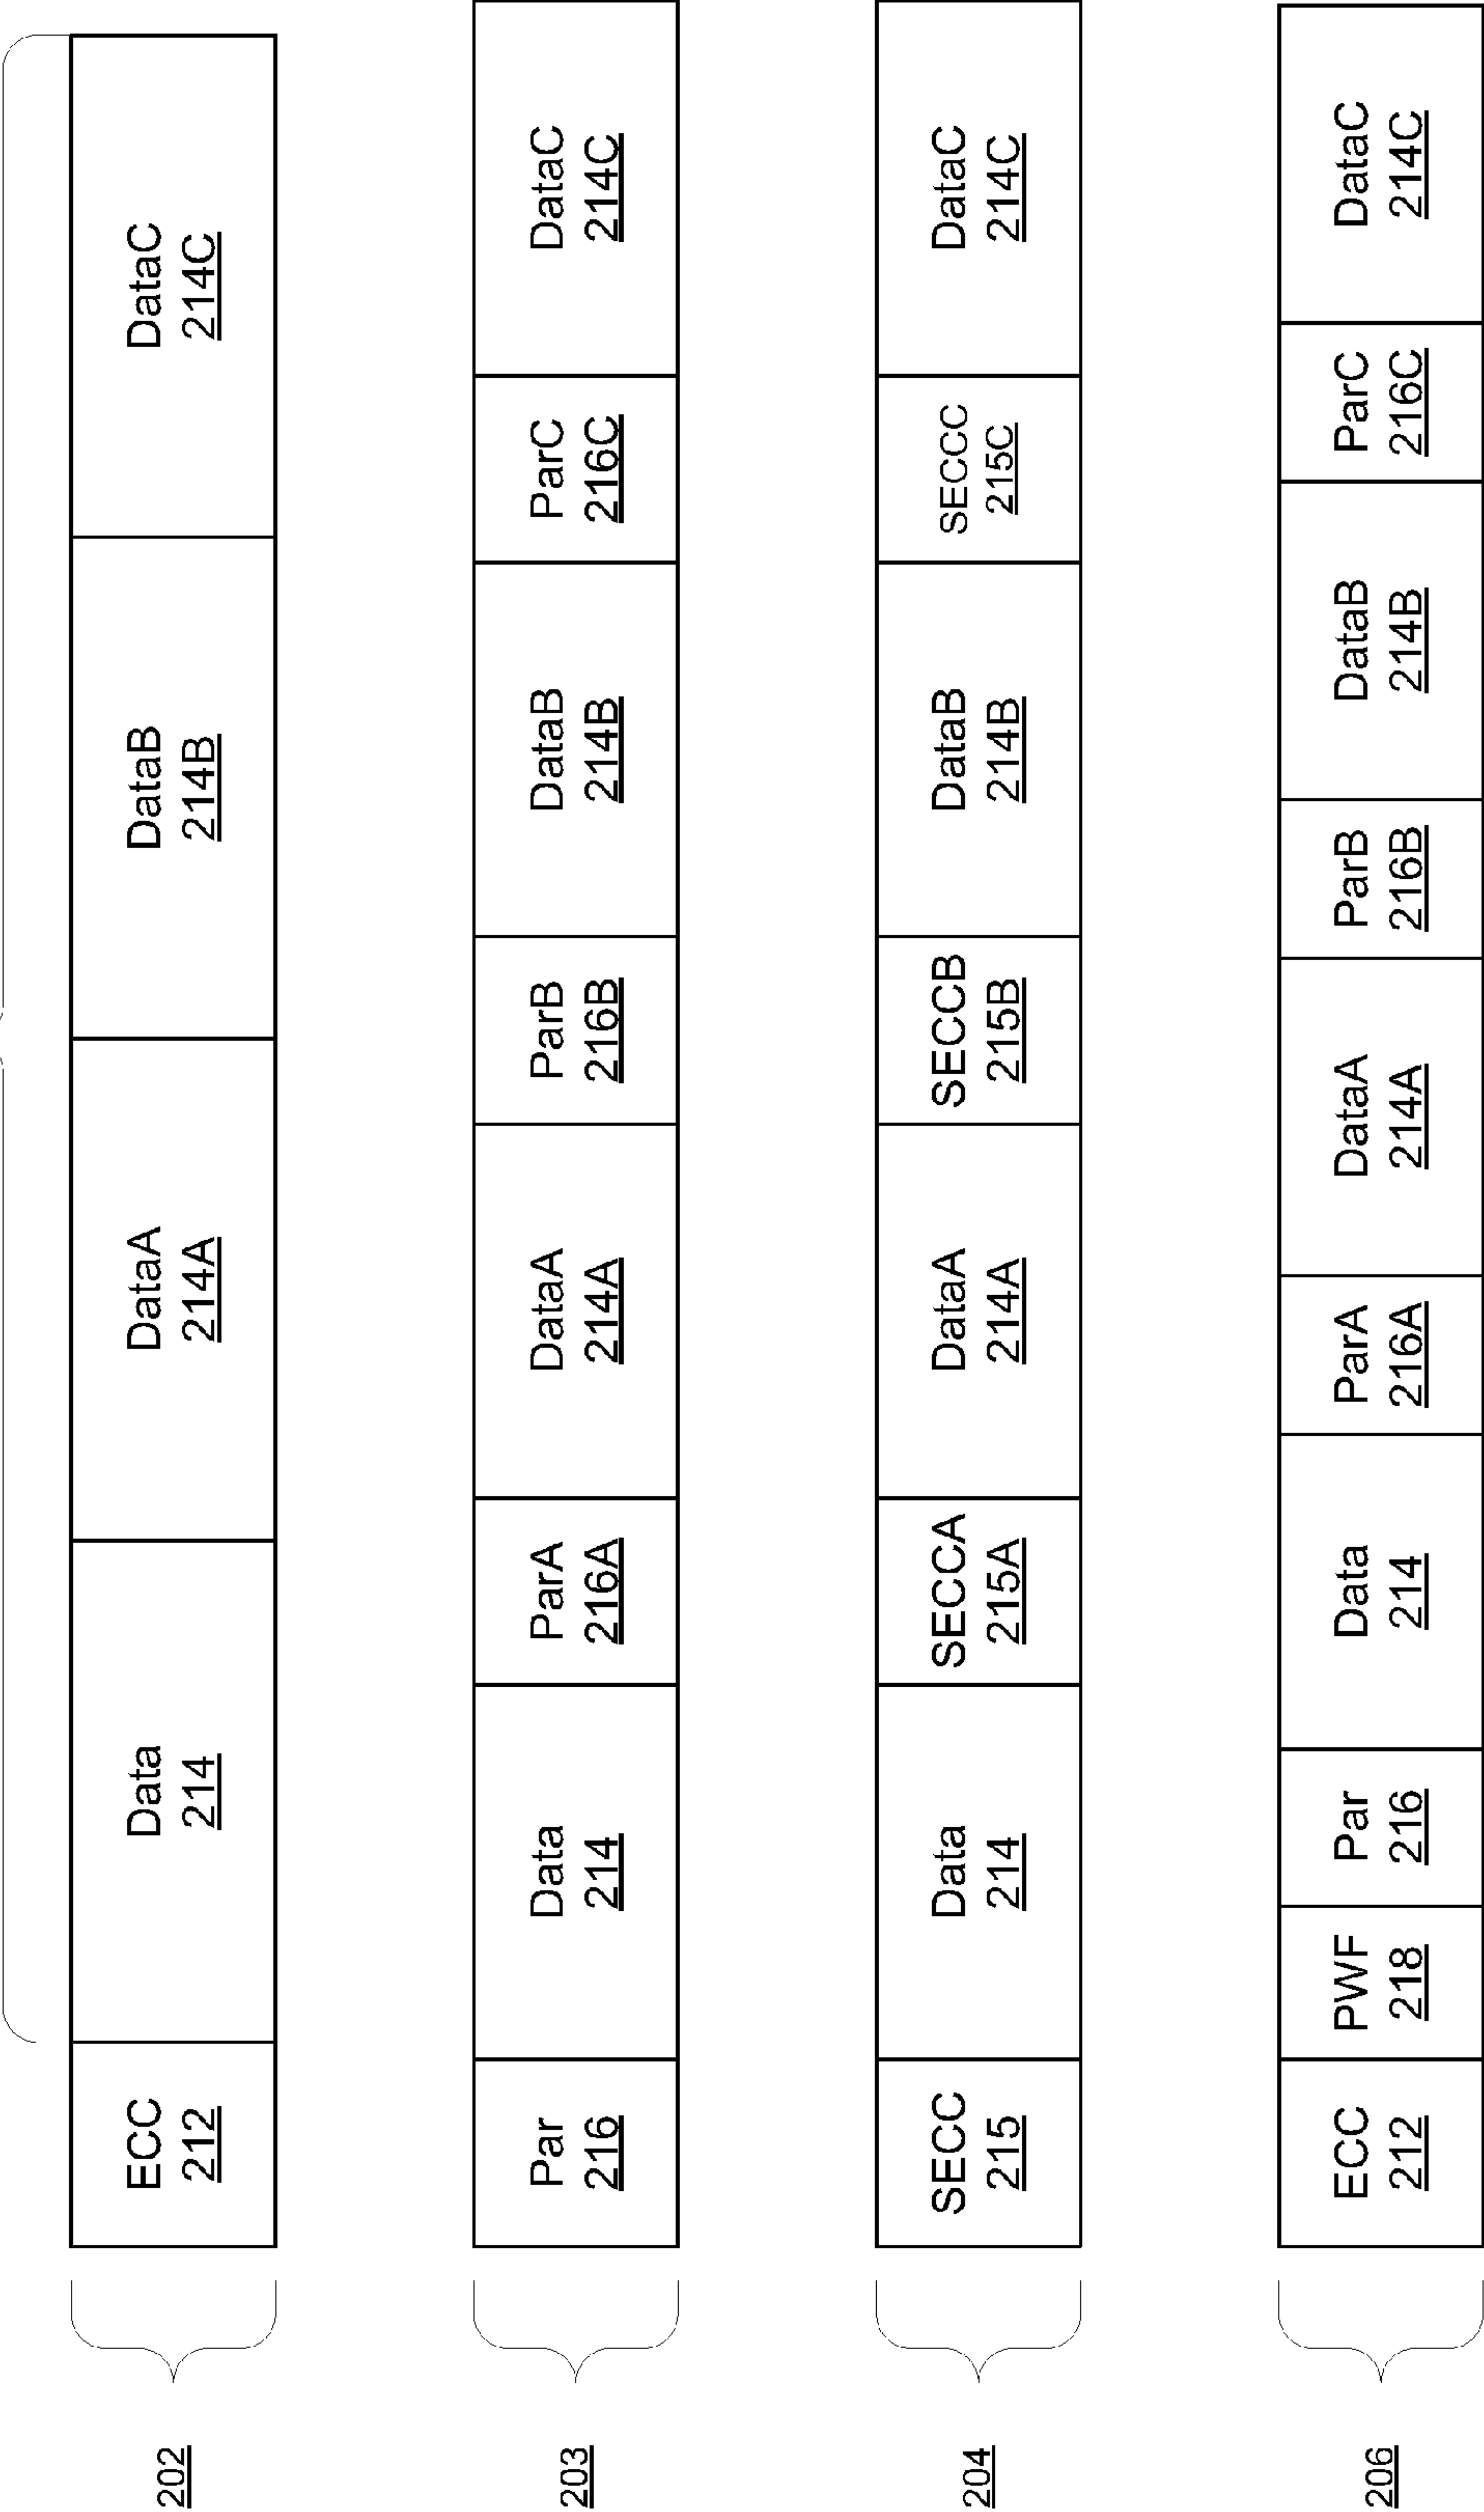 202
ECC
212
Data
214
DataA
214A
DataB
214B
DataC
214C
203
Par
216
Data
214
ParA
216A
DataA
214A
ParB
216B
DataB
214B
ParC
216C
DataC
214C
204
SECC
215
Data
214
SECCA
215A
DataA
214A
SECCB
215B
DataB
214B
SECCC
215C
DataC
214C
206
ECC
212
PWF
218
Par
216
Data
214
ParA
216A
DataA
214A
ParB
216B
DataB
214B
ParC
216C
DataC
214C